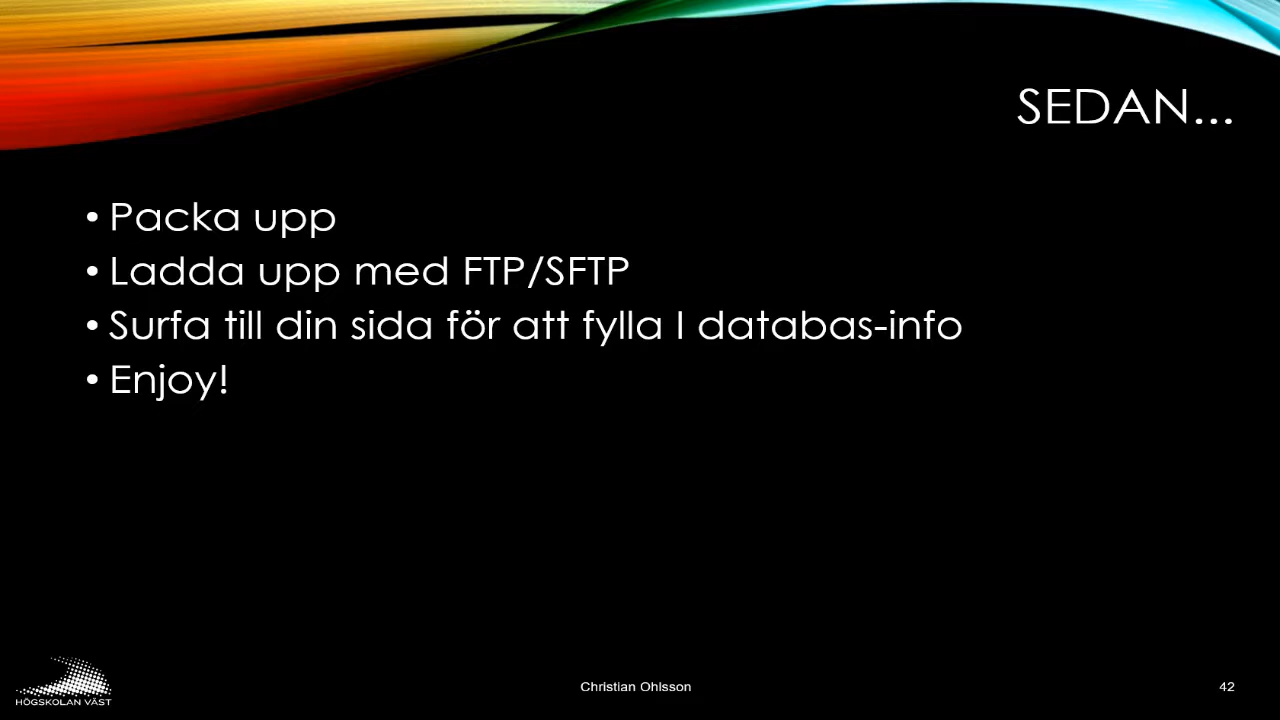 SEDAN...
• Packa upp
• Ladda upp med FTP/SFTP
• Surfa till din sida för att fylla I databas-info
• Enjoy!
HÖGSKOLAN VÄST
Christian Ohlsson
42